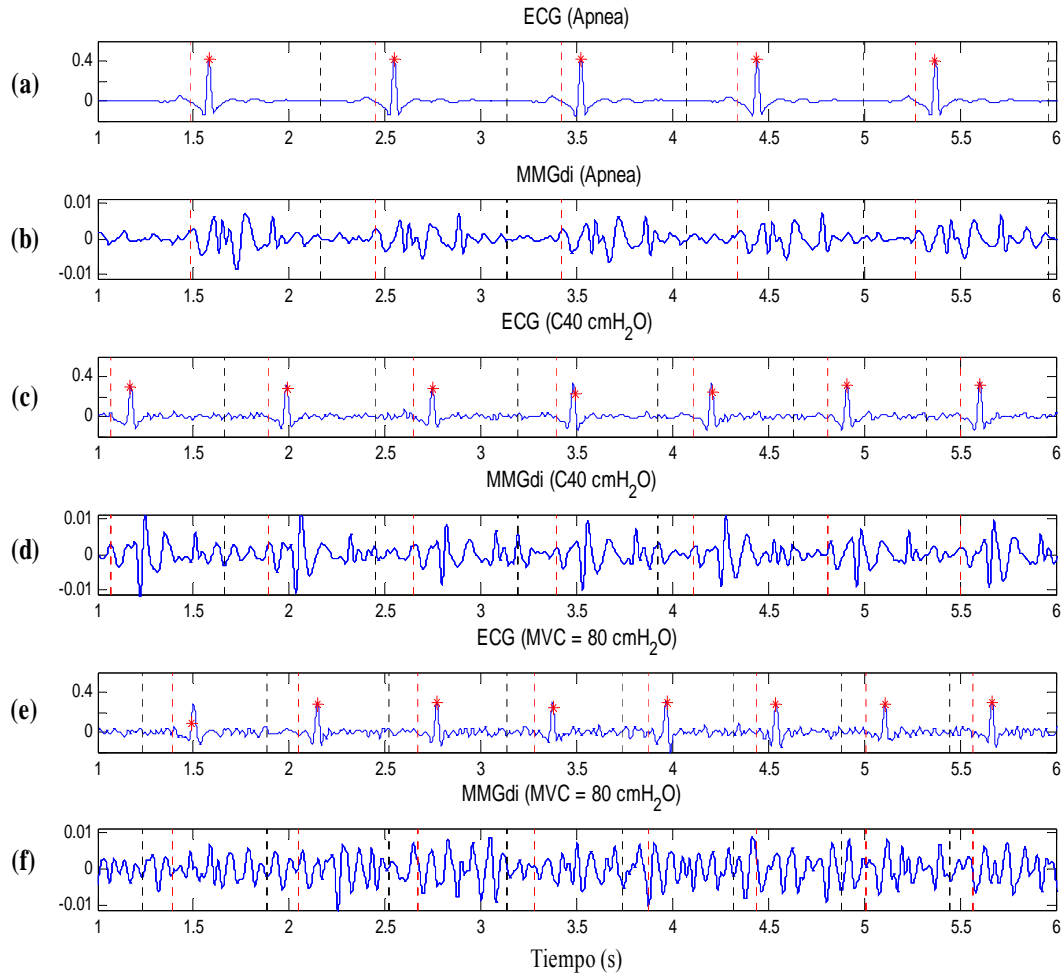 ECG (Apnea)
(a)
0.4
0
1 1.5 2 2.5 3 3.5 4 4.5 5 5.5 6
MMGdi (Apnea)
(b)
0.01
0
-0.01
1 1.5 2 2.5 3 3.5 4 4.5 5 5.5 6
ECG (C40 cmH2O)
(c)
0.4
0
1 1.5 2 2.5 3 3.5 4 4.5 5 5.5 6
MMGdi (C40 cmH2O)
(d)
0.01
0
-0.01
1 1.5 2 2.5 3 3.5 4 4.5 5 5.5 6
ECG (MVC = 80 cmH2O)
(e)
0.4
0
1 1.5 2 2.5 3 3.5 4 4.5 5 5.5 6
MMGdi (MVC = 80 cmH2O)
(f)
0.01
0
-0.01
1 1.5 2 2.5 3 3.5 4 4.5 5 5.5 6
Tiempo (s)